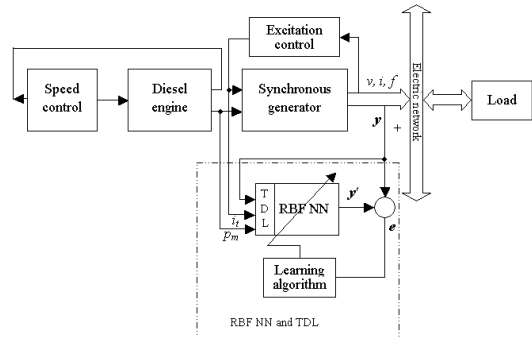 Excitation
control
Speed
control
Diesel
engine
Synchronous
generator
v, i, f
Electric network
Load
y
+
T
D
L
RBF NN
y'
i_f
p_m
e
Learning
algorithm
RBF NN and TDL